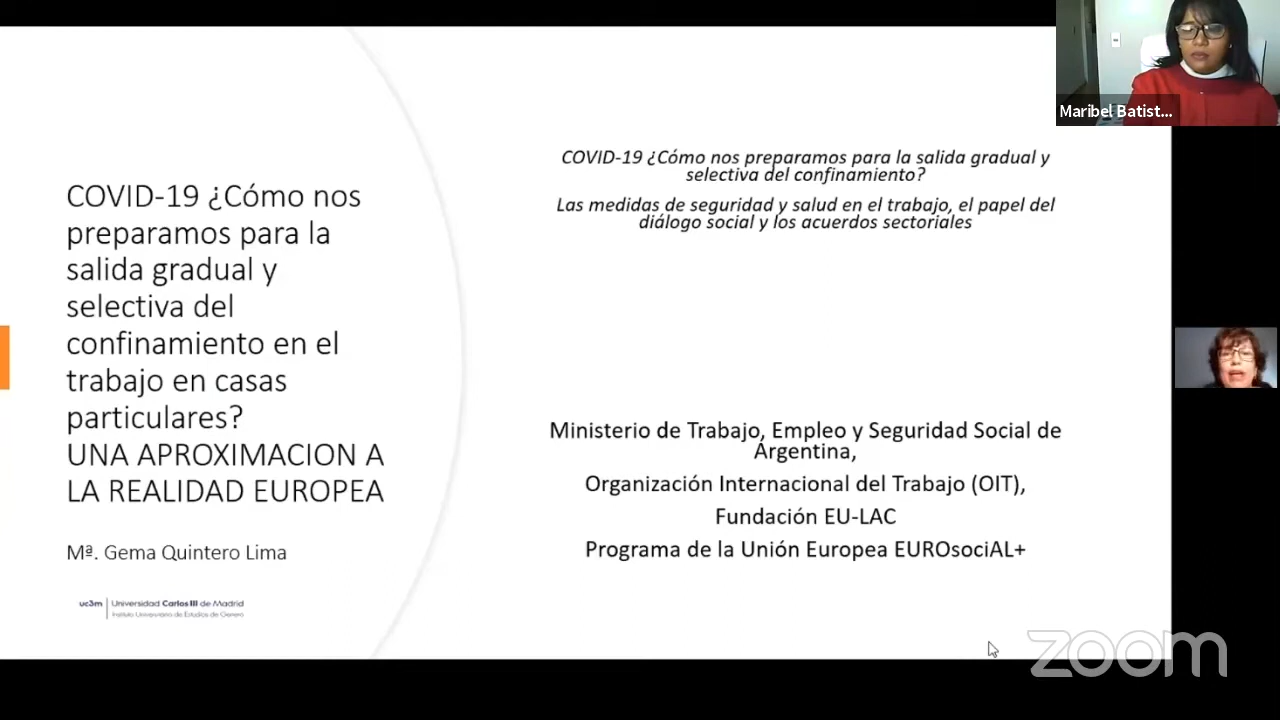 COVID-19 ¿Cómo nos
preparamos para la
salida gradual y
selectiva del
confinamiento en el
trabajo en casas
particulares?
UNA APROXIMACION A
LA REALIDAD EUROPEA
Mª. Gema Quintero Lima
uc3m | Universidad Carlos III de Madrid
Instituto Universitario de Estudios de Género
COVID-19 ¿Cómo nos preparamos para la salida gradual y
selectiva del confinamiento?
Las medidas de seguridad y salud en el trabajo, el papel del
diálogo social y los acuerdos sectoriales
Ministerio de Trabajo, Empleo y Seguridad Social de
Argentina,
Organización Internacional del Trabajo (OIT),
Fundación EU-LAC
Programa de la Unión Europea EUROsociAL+
Maribel Batist...
zoom